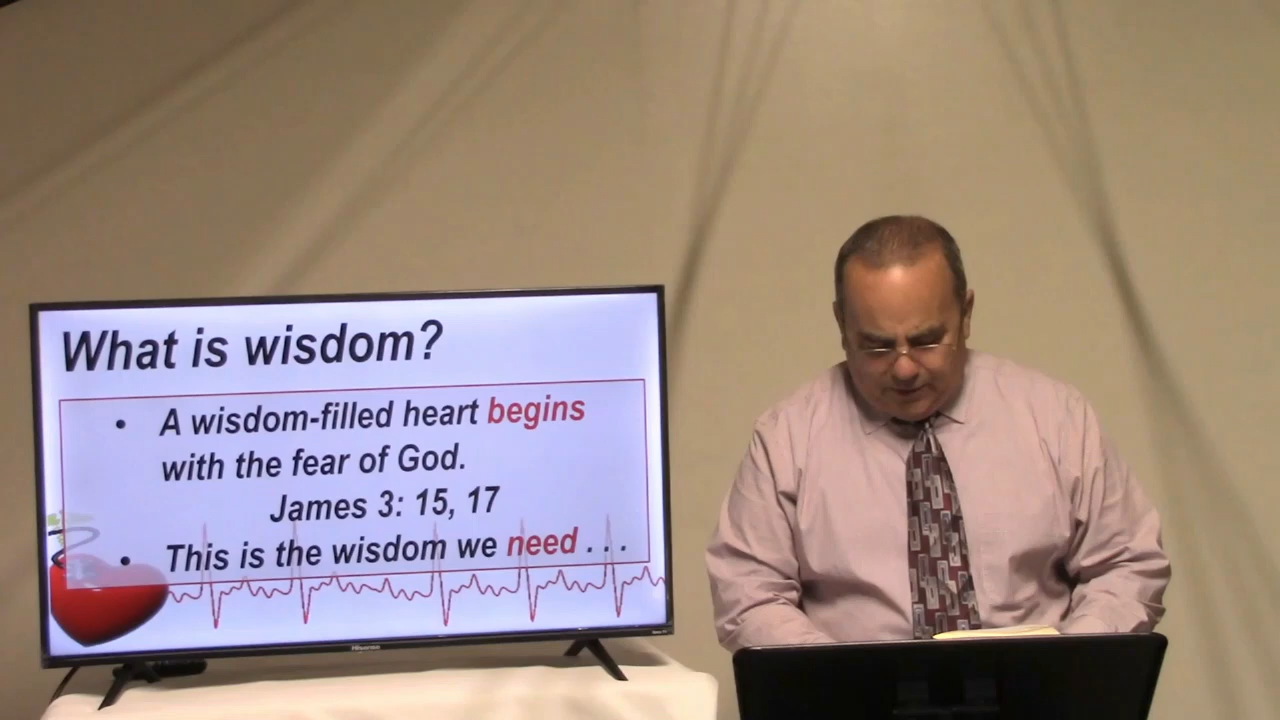 What is wisdom?
• A wisdom-filled heart begins
with the fear of God.
James 3: 15, 17
• This is the wisdom we need . . .
Hisense